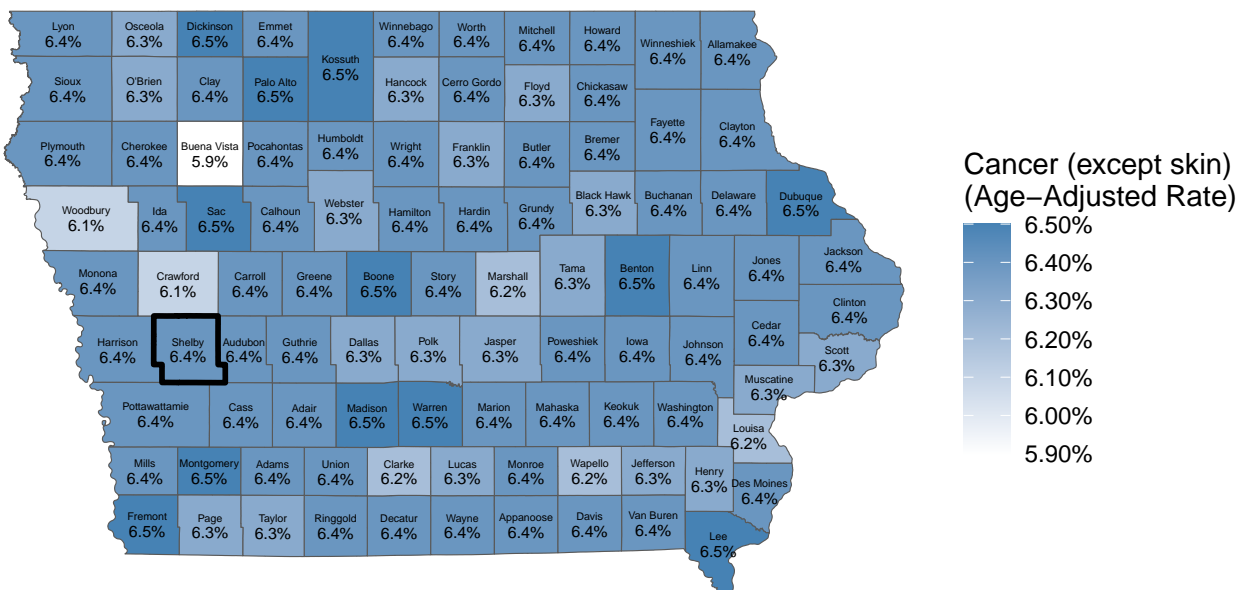 Lyon
6.4%
Osceola
6.3%
Dickinson
6.5%
Emmet
6.4%
Kossuth
6.5%
Winnebago
6.4%
Worth
6.4%
Mitchell
6.4%
Howard
6.4%
Winneshiek
6.4%
Allamakee
6.4%
Sioux
6.4%
O'Brien
6.3%
Clay
6.4%
Palo Alto
6.5%
Hancock
6.3%
Cerro Gordo
6.4%
Floyd
6.3%
Chickasaw
6.4%
Fayette
6.4%
Clayton
6.4%
Plymouth
6.4%
Cherokee
6.4%
Buena Vista
5.9%
Pocahontas
6.4%
Humboldt
6.4%
Wright
6.4%
Franklin
6.3%
Butler
6.4%
Bremer
6.4%
Woodbury
6.1%
Ida
6.4%
Sac
6.5%
Calhoun
6.4%
Webster
6.3%
Hamilton
6.4%
Hardin
6.4%
Grundy
6.4%
Black Hawk
6.3%
Buchanan
6.4%
Delaware
6.4%
Dubuque
6.5%
Monona
6.4%
Crawford
6.1%
Carroll
6.4%
Greene
6.4%
Boone
6.5%
Story
6.4%
Marshall
6.2%
Tama
6.3%
Benton
6.5%
Linn
6.4%
Jones
6.4%
Jackson
6.4%
Clinton
6.4%
Harrison
6.4%
Shelby
6.4%
Audubon
6.4%
Guthrie
6.4%
Dallas
6.3%
Polk
6.3%
Jasper
6.3%
Poweshiek
6.4%
Iowa
6.4%
Johnson
6.4%
Cedar
6.4%
Scott
6.3%
Muscatine
6.3%
Pottawattamie
6.4%
Cass
6.4%
Adair
6.4%
Madison
6.5%
Warren
6.5%
Marion
6.4%
Mahaska
6.4%
Keokuk
6.4%
Washington
6.4%
Louisa
6.2%
Mills
6.4%
Montgomery
6.5%
Adams
6.4%
Union
6.4%
Clarke
6.2%
Lucas
6.3%
Monroe
6.4%
Wapello
6.2%
Jefferson
6.3%
Henry
6.3%
Des Moines
6.4%
Fremont
6.5%
Page
6.3%
Taylor
6.3%
Ringgold
6.4%
Decatur
6.4%
Wayne
6.4%
Appanoose
6.4%
Davis
6.4%
Van Buren
6.4%
Lee
6.5%
Cancer (except skin)
(Age−Adjusted Rate)
6.50%
6.40%
6.30%
6.20%
6.10%
6.00%
5.90%